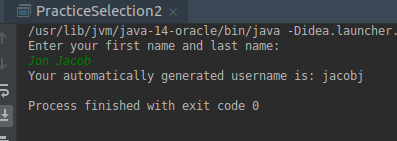 PracticeSelection2 ×
/usr/lib/jvm/java-14-oracle/bin/java -Didea.launcher.
Enter your first name and last name:
Jon Jacob
Your automatically generated username is: jacobj
Process finished with exit code 0